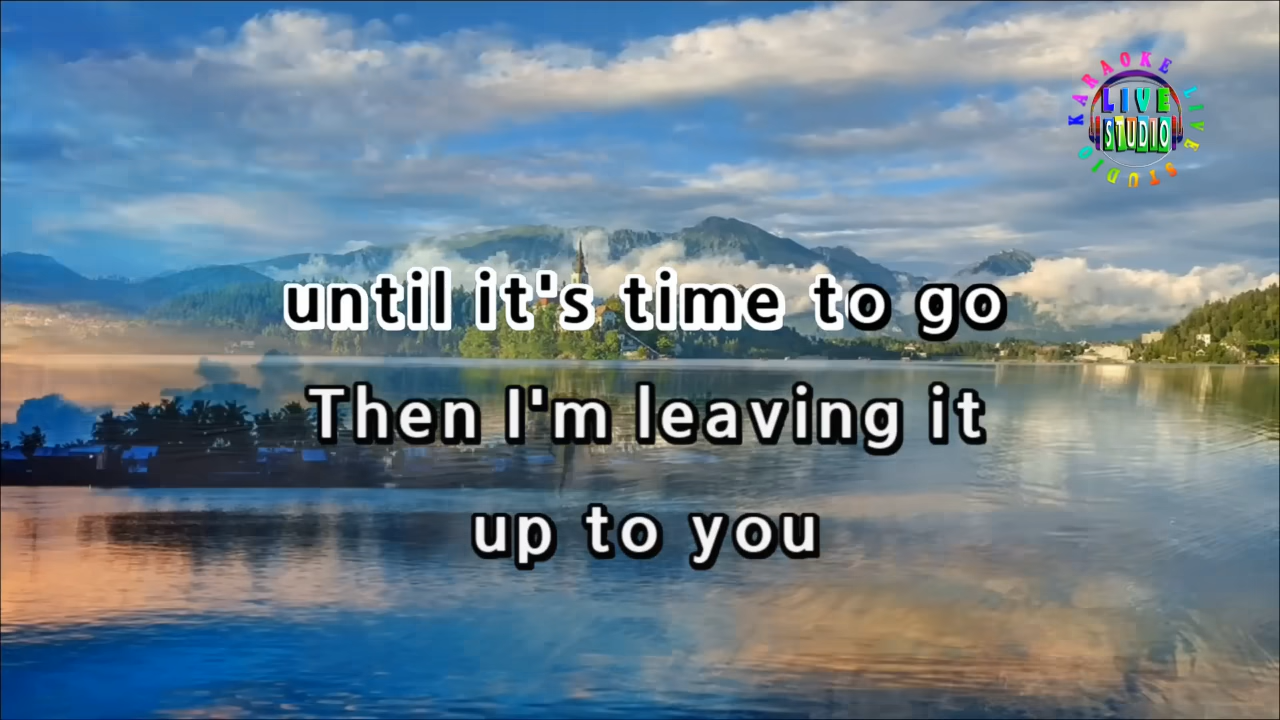 KARAOKE LIVE STUDIO
LIVE
STUDIO
until it's time to go
Then I'm leaving it
up to you